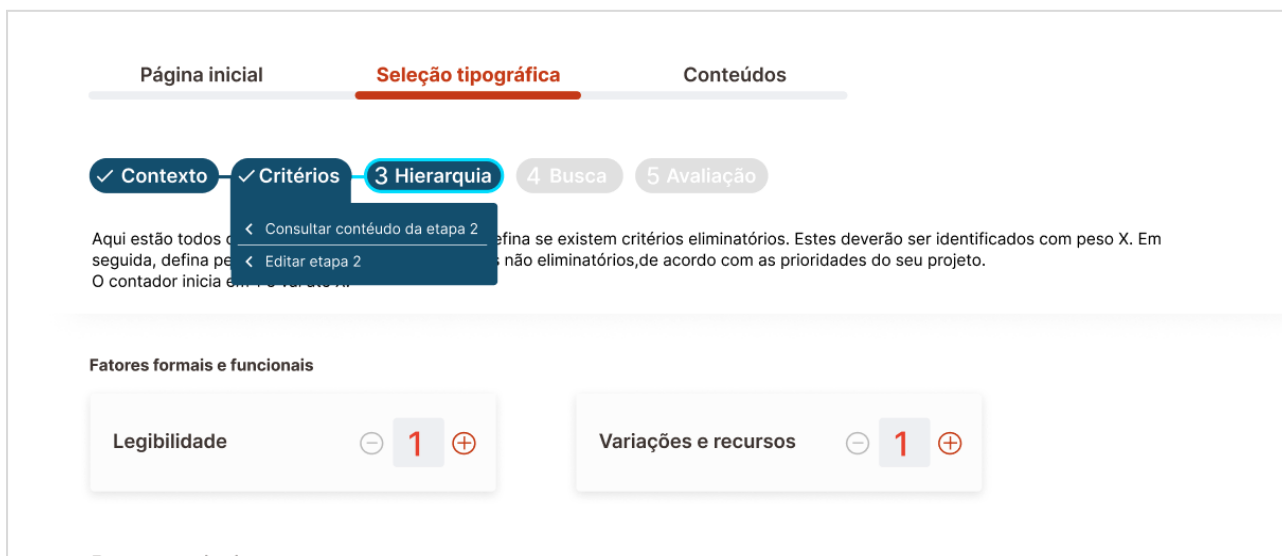 Página inicial
Seleção tipográfica
Conteúdos
Contexto
Critérios
3 Hierarquia
4 Busca
5 Avaliação
Consultar contéudo da etapa 2
Editar etapa 2
Aqui estão todos efina se existem critérios eliminatórios. Estes deverão ser identificados com peso X. Em
seguida, defina não eliminatórios,de acordo com as prioridades do seu projeto.
O contador inicia
Fatores formais e funcionais
Legibilidade
1
Variações e recursos
1